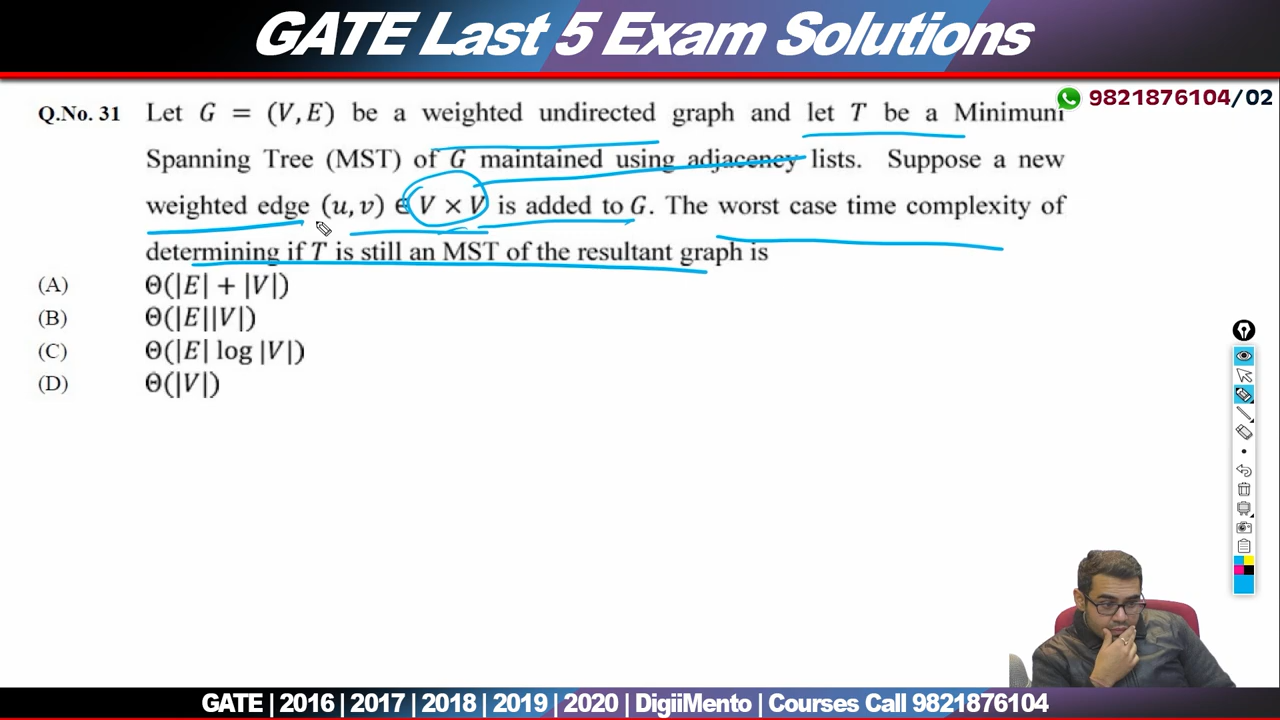 GATE Last 5 Exam Solutions
9821876104/02
Q.No. 31 Let G = (V, E) be a weighted undirected graph and let T be a Minimum
Spanning Tree (MST) of G maintained using adjacency lists. Suppose a new
weighted edge (u, v) ∈ V × V is added to G. The worst case time complexity of
determining if T is still an MST of the resultant graph is
(A) Θ(|E| + |V|)
(B) Θ(|E||V|)
(C) Θ(|E| log |V|)
(D) Θ(|V|)
GATE | 2016 | 2017 | 2018 | 2019 | 2020 | DigiiMento | Courses Call 9821876104